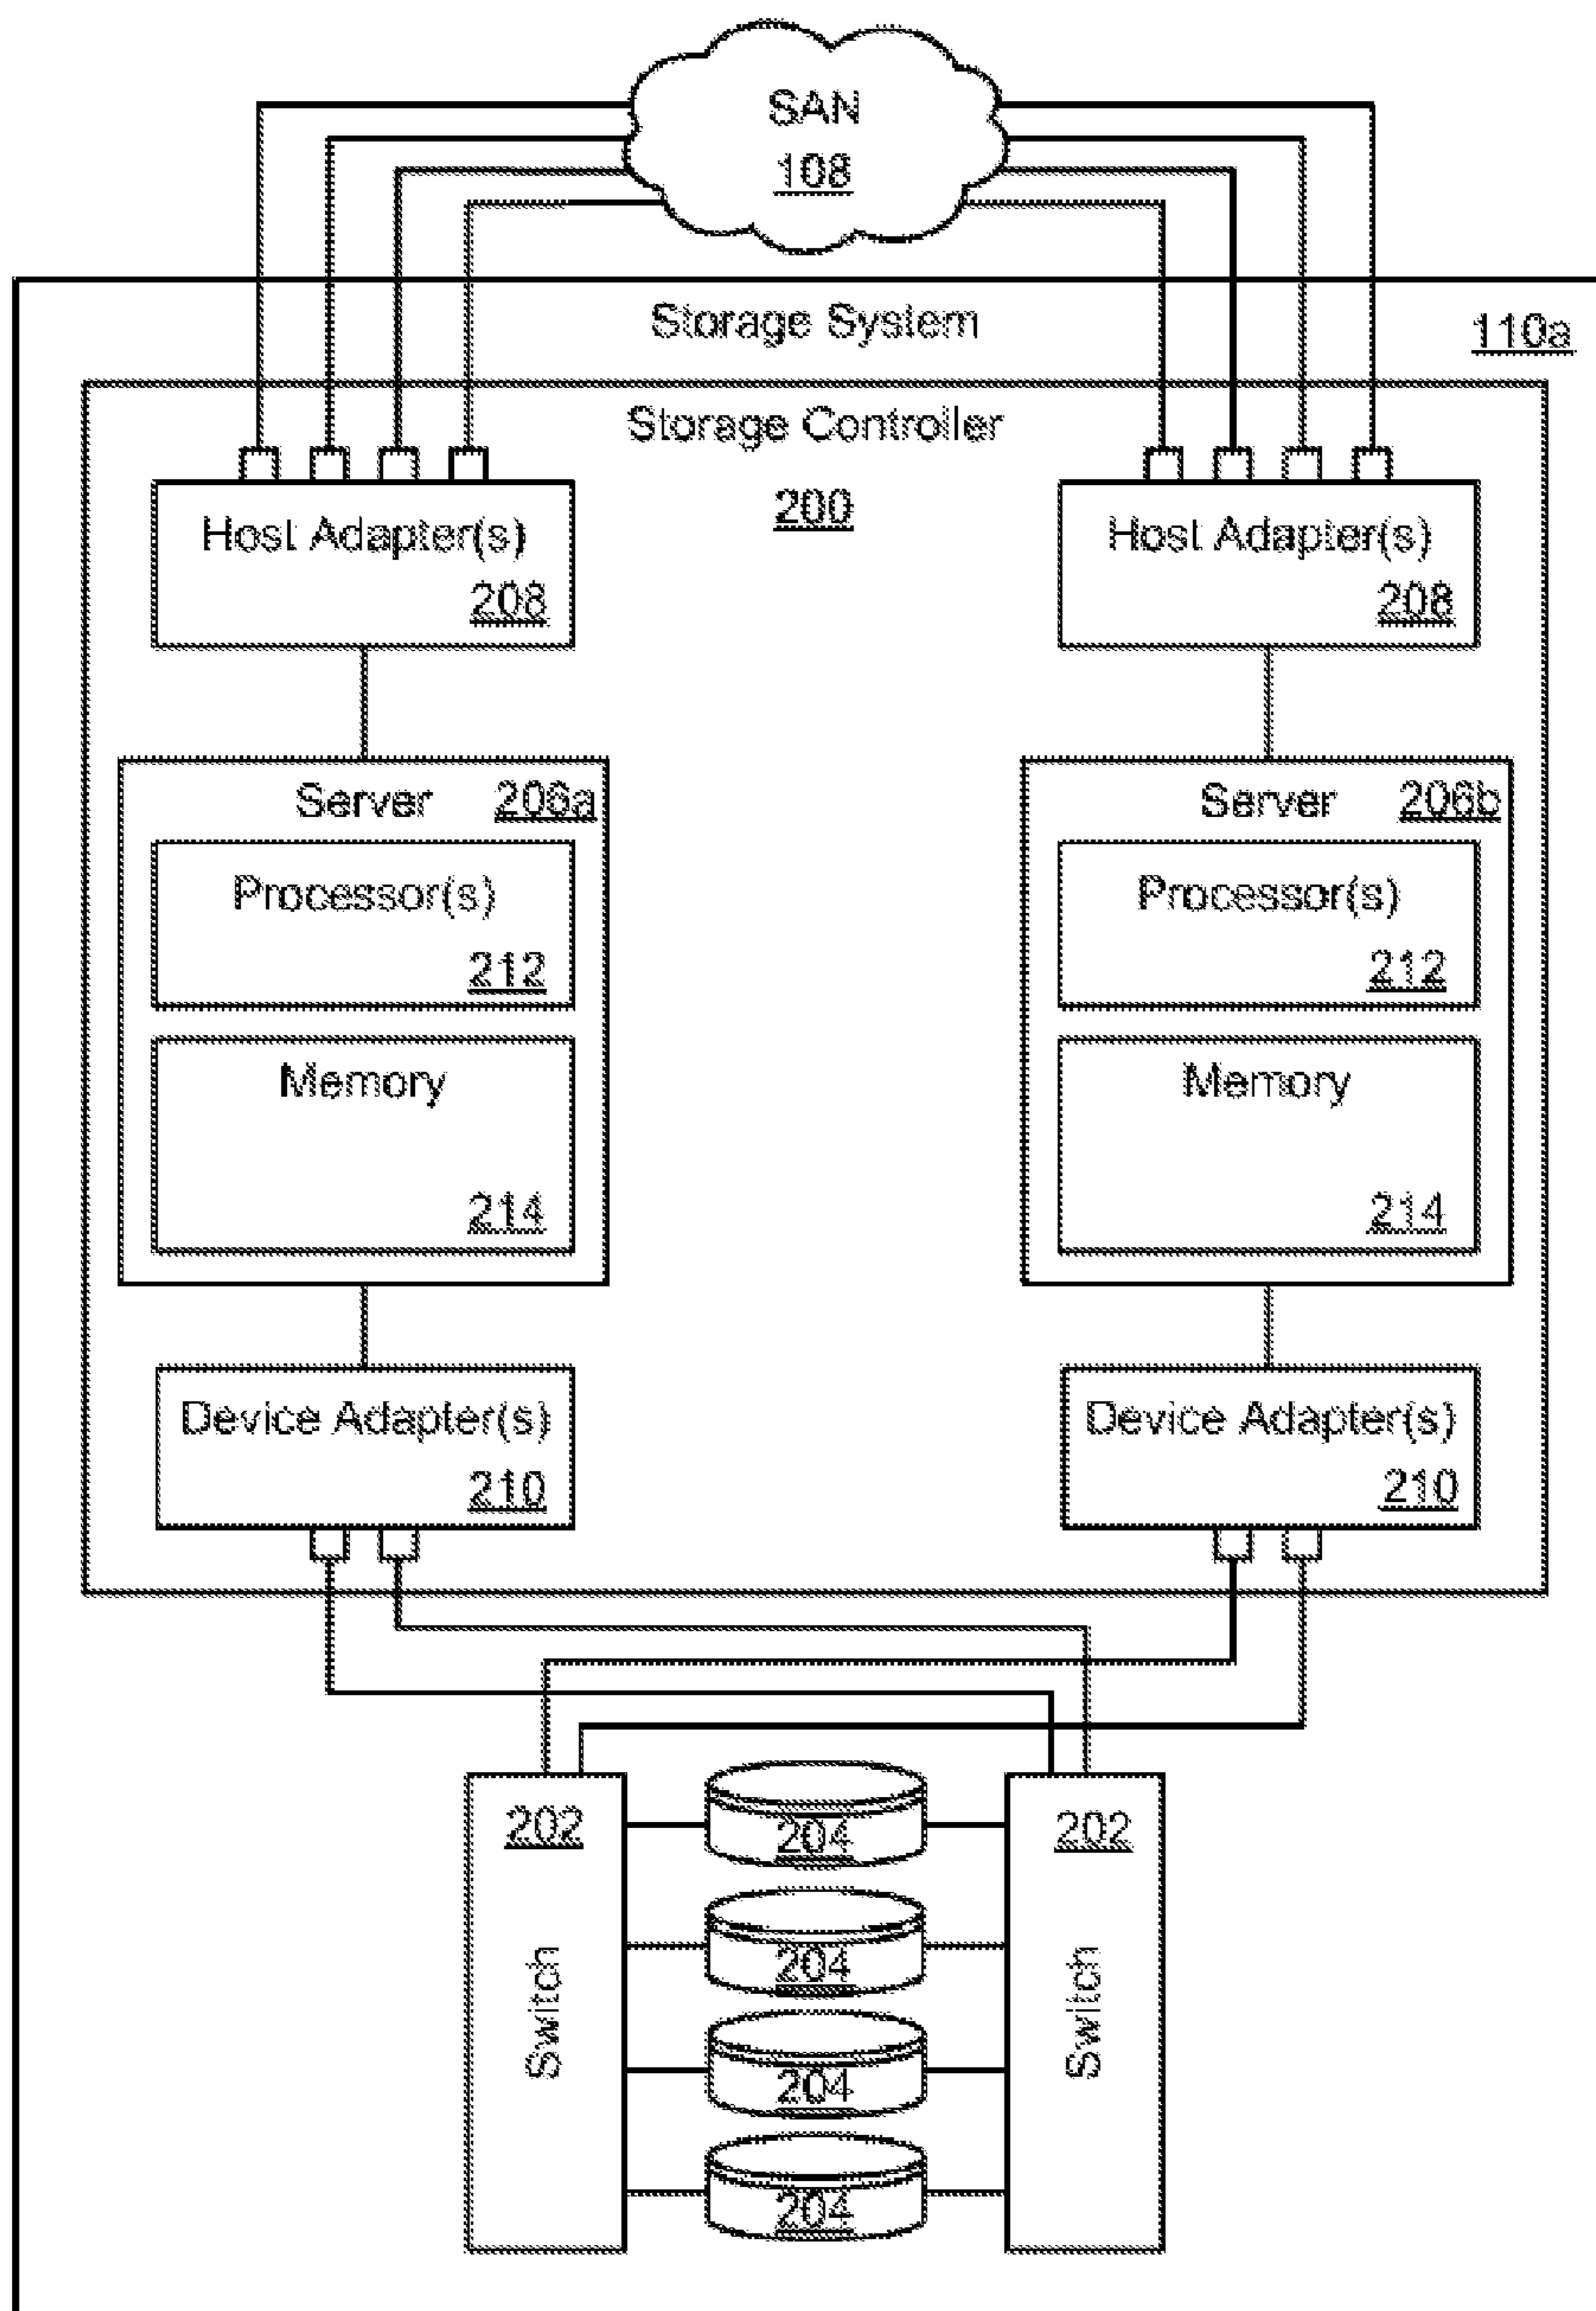 SAN
108
Storage System
110a
Storage Controller
200
Host Adapter(s)
208
Host Adapter(s)
208
Server
206a
Processor(s)
212
Memory
214
Server
206b
Processor(s)
212
Memory
214
Device Adapter(s)
210
Device Adapter(s)
210
202
Switch
204
204
204
204
202
Switch